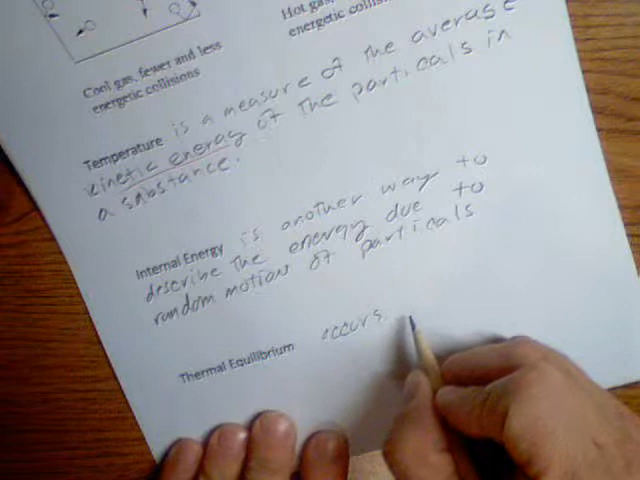 Hot gas,
energetic collisi
Cool gas, fewer and less
energetic collisions
Temperature is a measure of the average
kinetic energy of the particals in
a substance.
Internal Energy is another way to
describe the energy due to
random motion of particals
Thermal Equilibrium occurs